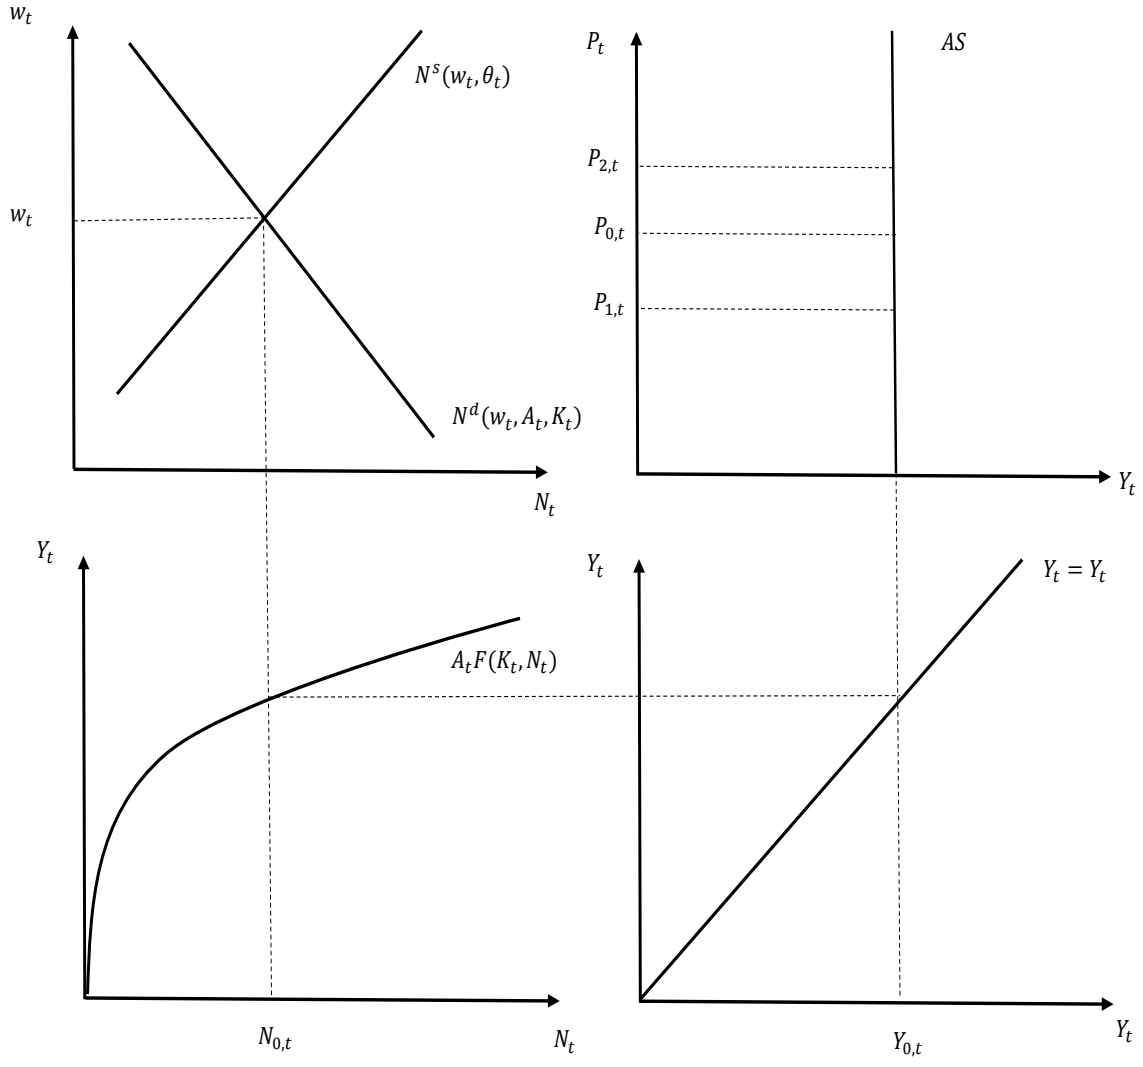 w_t
N^s(w_t, θ_t)
w_t
N^d(w_t, A_t, K_t)
N_t
P_t
AS
P_{2,t}
P_{0,t}
P_{1,t}
Y_t
Y_t
A_tF(K_t, N_t)
N_{0,t}
N_t
Y_t
Y_t = Y_t
Y_{0,t}
Y_t